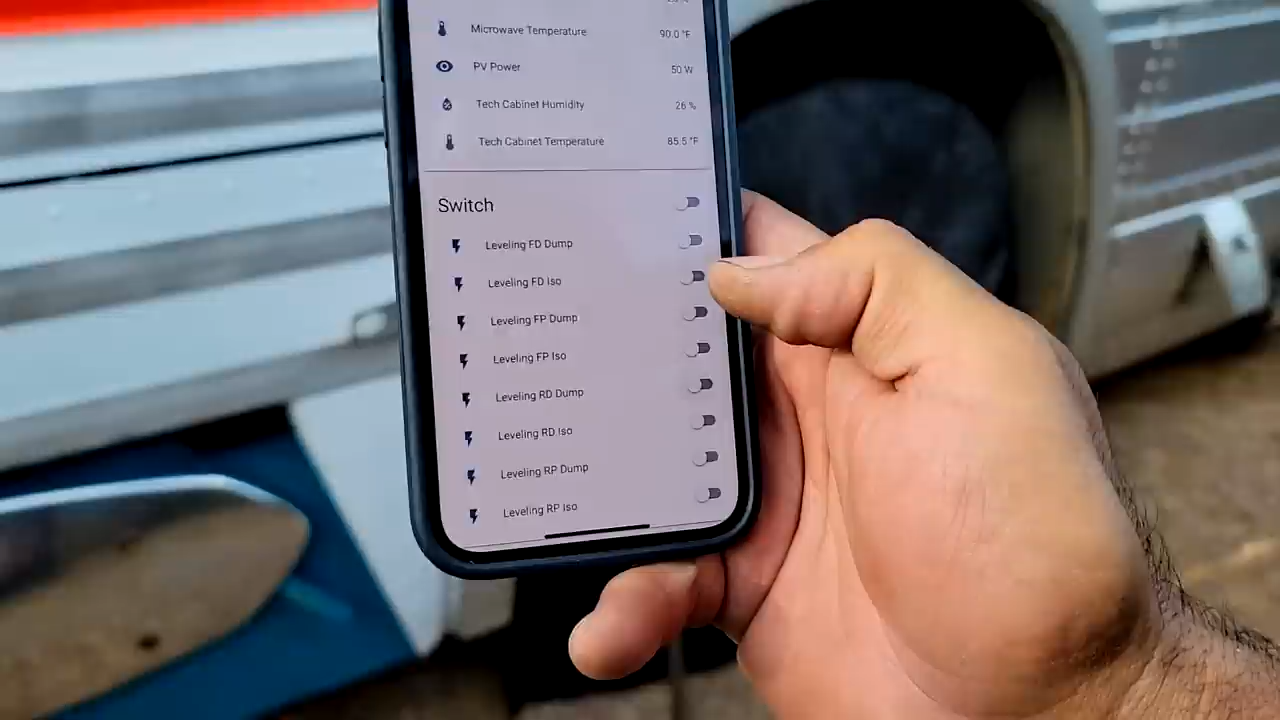 Microwave Temperature 90.0 °F
PV Power 50 W
Tech Cabinet Humidity 26 %
Tech Cabinet Temperature 85.5 °F
Switch
Leveling FD Dump
Leveling FD Iso
Leveling FP Dump
Leveling FP Iso
Leveling RD Dump
Leveling RD Iso
Leveling RP Dump
Leveling RP Iso